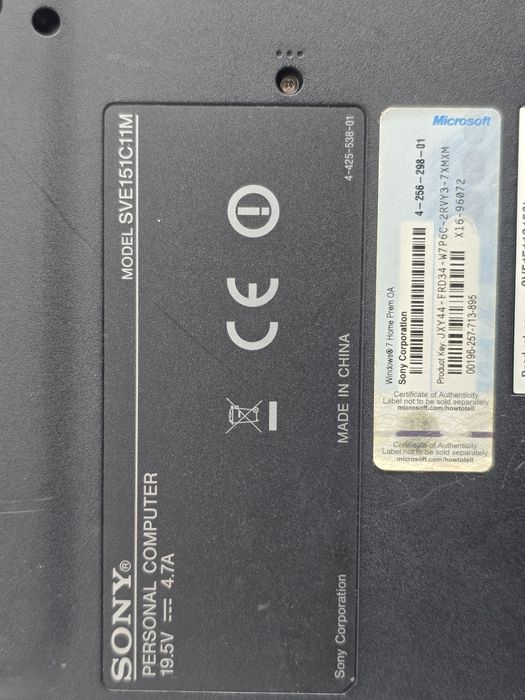 SONY®
MODEL SVE151C11M
PERSONAL COMPUTER
19.5V 4.7A
CE
Sony Corporation
MADE IN CHINA
4-425-538-01
Microsoft
Windows® 7 Home Prem OA
Sony Corporation
4-256-298-01
Product Key: JXY44-FRD34-W7P6C-2RVY3-7XMXM
X16-96072
00196-257-713-895
Certificate of Authenticity
Label not to be sold separately
microsoft.com/howtotell
Certificate of Authenticity
Label not to be sold separately
microsoft.com/howtotell